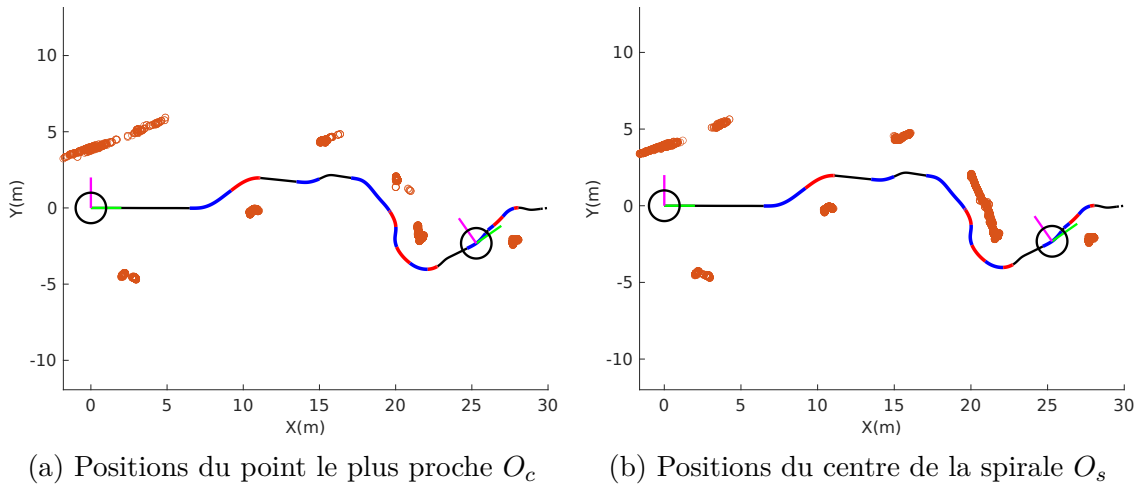 10
5
0
-5
-10
Y(m)
0 5 10 15 20 25 30
X(m)
(a) Positions du point le plus proche O_c
10
5
0
-5
-10
Y(m)
0 5 10 15 20 25 30
X(m)
(b) Positions du centre de la spirale O_s